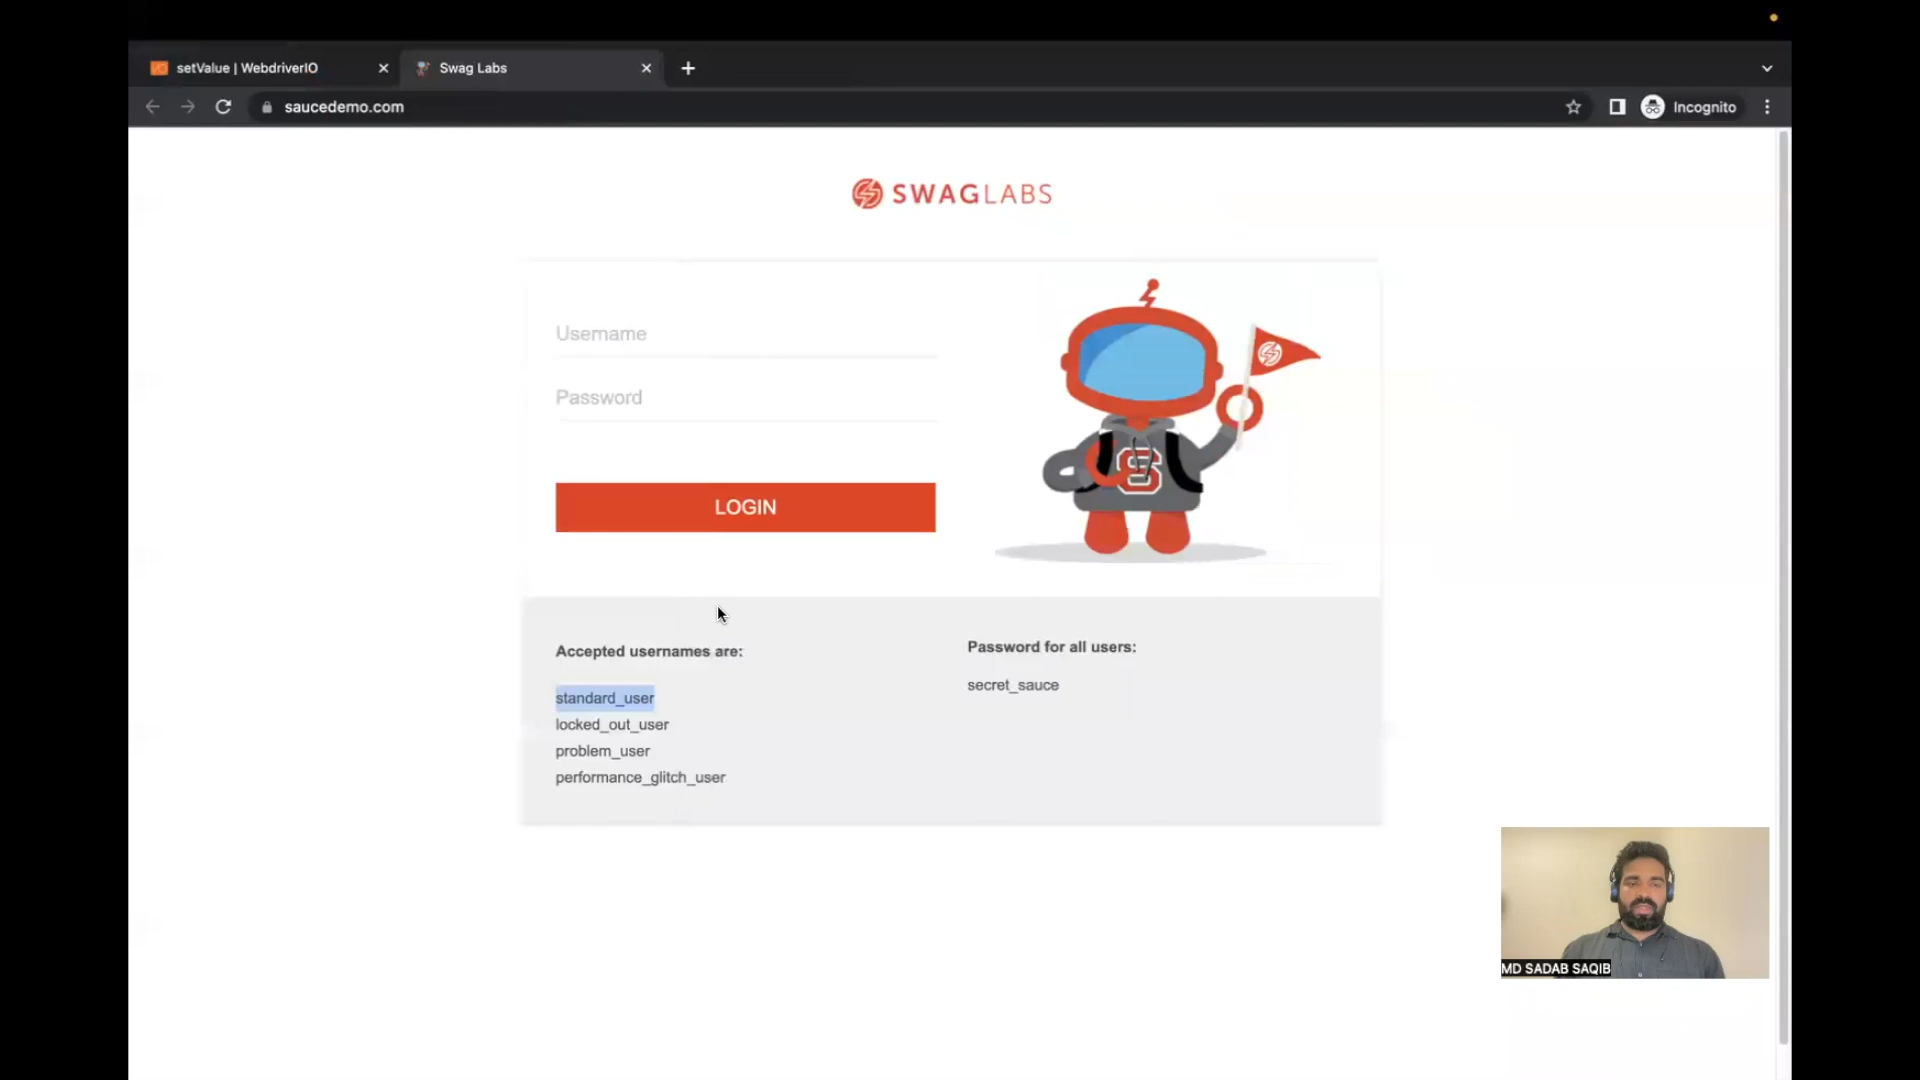 setValue | WebdriverIO
Swag Labs
saucedemo.com
Incognito
SWAGLABS
Username
Password
S
LOGIN
Accepted usernames are:
standard_user
locked_out_user
problem_user
performance_glitch_user
Password for all users:
secret_sauce
MD SADAB SAQIB